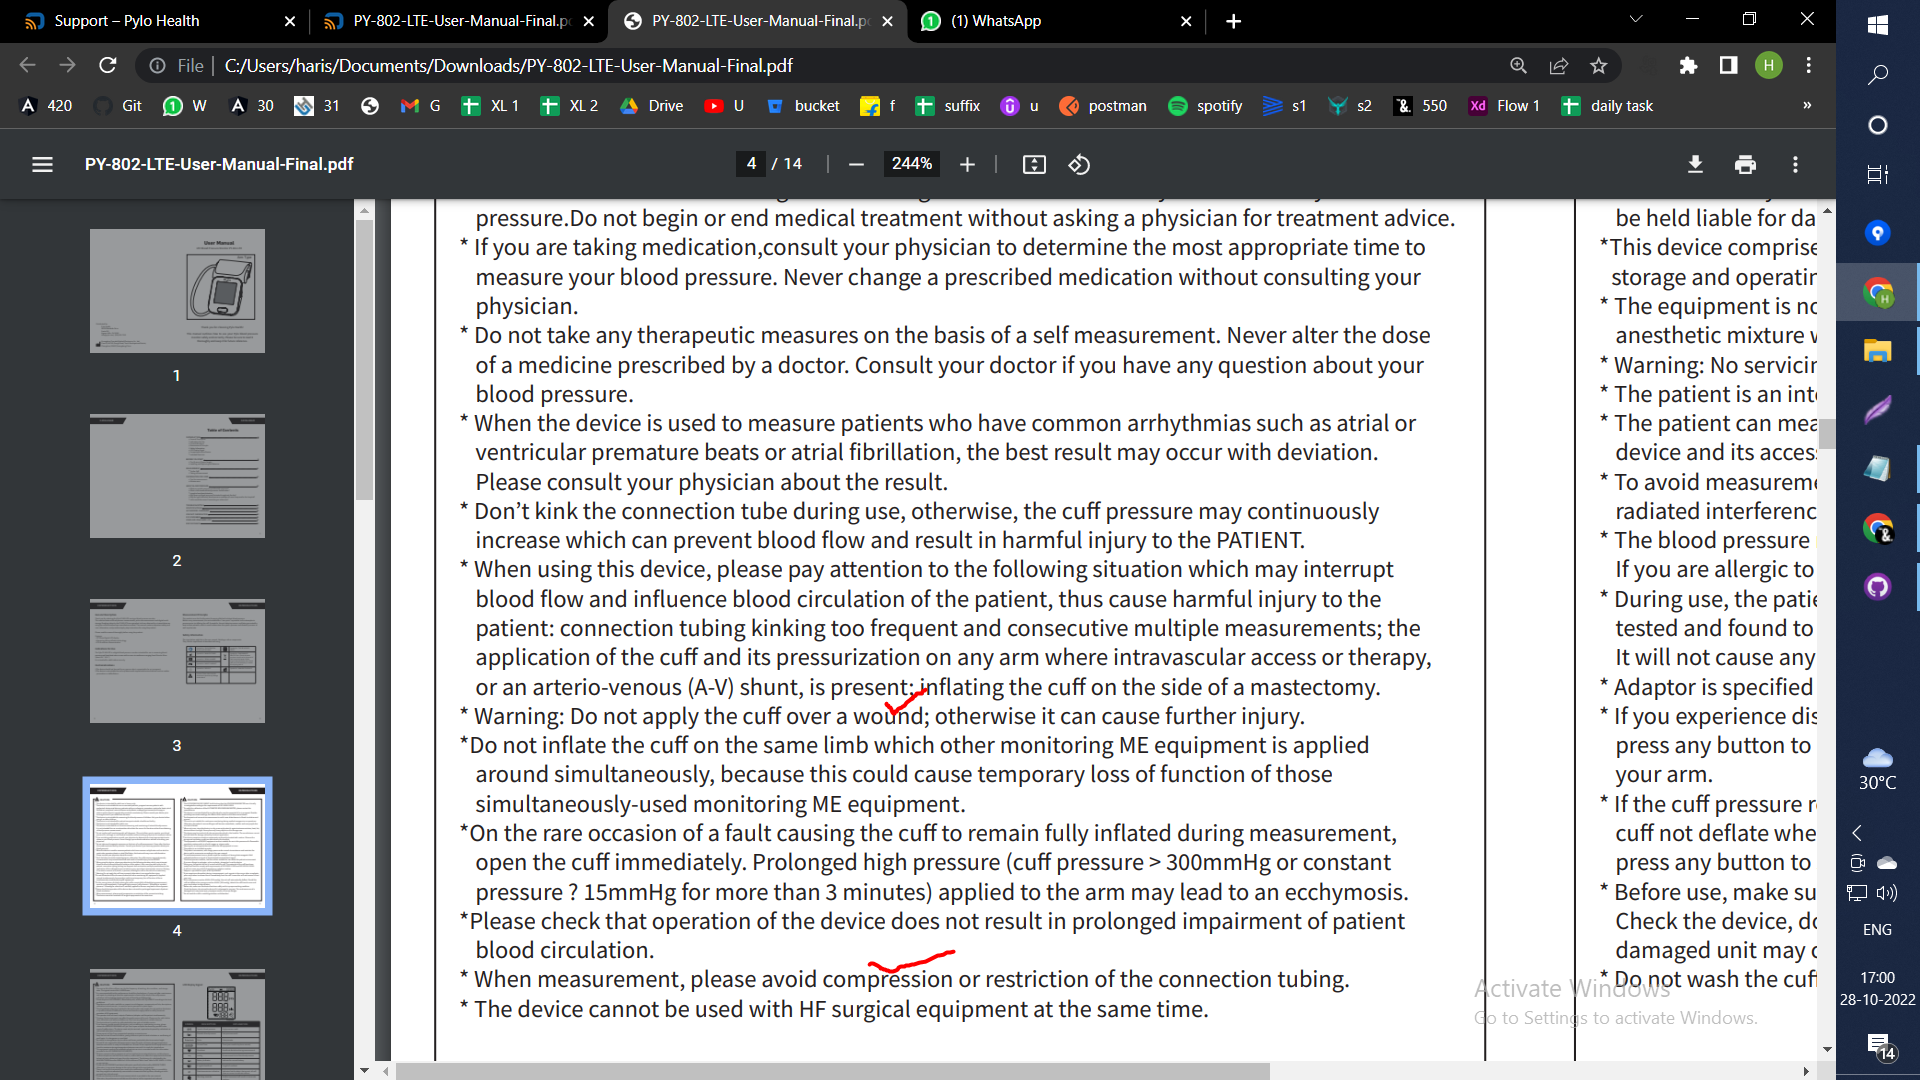 Support – Pylo Health
PY-802-LTE-User-Manual-Final.p
PY-802-LTE-User-Manual-Final.p
(1) WhatsApp
File
C:/Users/haris/Documents/Downloads/PY-802-LTE-User-Manual-Final.pdf
H
420
Git
W
30
31
G
XL 1
XL 2
Drive
U
bucket
f
suffix
u
postman
spotify
s1
s2
550
Flow 1
daily task
»
PY-802-LTE-User-Manual-Final.pdf
4 / 14
244%
User Manual
1
Table of Contents
2
3
4
pressure.Do not begin or end medical treatment without asking a physician for treatment advice.
* If you are taking medication,consult your physician to determine the most appropriate time to
measure your blood pressure. Never change a prescribed medication without consulting your
physician.
* Do not take any therapeutic measures on the basis of a self measurement. Never alter the dose
of a medicine prescribed by a doctor. Consult your doctor if you have any question about your
blood pressure.
* When the device is used to measure patients who have common arrhythmias such as atrial or
ventricular premature beats or atrial fibrillation, the best result may occur with deviation.
Please consult your physician about the result.
* Don't kink the connection tube during use, otherwise, the cuff pressure may continuously
increase which can prevent blood flow and result in harmful injury to the PATIENT.
* When using this device, please pay attention to the following situation which may interrupt
blood flow and influence blood circulation of the patient, thus cause harmful injury to the
patient: connection tubing kinking too frequent and consecutive multiple measurements; the
application of the cuff and its pressurization on any arm where intravascular access or therapy,
or an arterio-venous (A-V) shunt, is present; inflating the cuff on the side of a mastectomy.
* Warning: Do not apply the cuff over a wound; otherwise it can cause further injury.
*Do not inflate the cuff on the same limb which other monitoring ME equipment is applied
around simultaneously, because this could cause temporary loss of function of those
simultaneously-used monitoring ME equipment.
*On the rare occasion of a fault causing the cuff to remain fully inflated during measurement,
open the cuff immediately. Prolonged high pressure (cuff pressure > 300mmHg or constant
pressure ? 15mmHg for more than 3 minutes) applied to the arm may lead to an ecchymosis.
*Please check that operation of the device does not result in prolonged impairment of patient
blood circulation.
* When measurement, please avoid compression or restriction of the connection tubing.
* The device cannot be used with HF surgical equipment at the same time.
be held liable for da
*This device comprise
storage and operatin
* The equipment is no
anesthetic mixture w
* Warning: No servicin
* The patient is an inte
* The patient can mea
device and its access
* To avoid measureme
radiated interferenc
* The blood pressure
If you are allergic to
* During use, the patie
tested and found to
It will not cause any
* Adaptor is specified
* If you experience dis
press any button to
your arm.
* If the cuff pressure r
cuff not deflate whe
press any button to
* Before use, make su
Check the device, do
damaged unit may c
* Do not wash the cuff
Activate Windows
Go to Settings to activate Windows.
30°C
ENG
17:00
28-10-2022
14